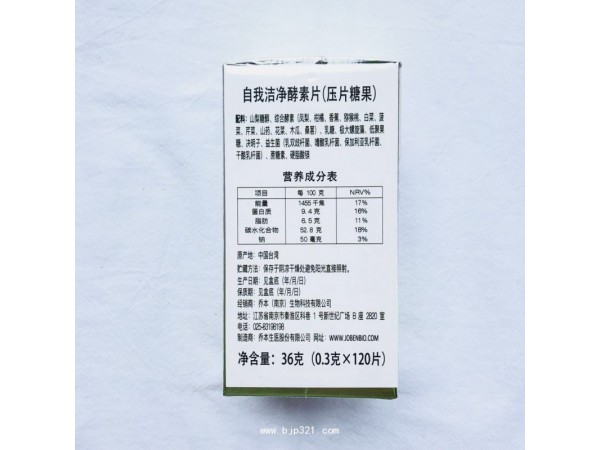 自我洁净酵素片(压片糖果)
配料：山梨糖醇、综合酵素（凤梨、柑橘、香蕉、猕猴桃、白菜、菠
菜、芹菜、山药、花菜、木瓜、桑葚）、乳糖、极大螺旋藻、低聚果
糖、决明子、益生菌（乳双歧杆菌、嗜酸乳杆菌、保加利亚乳杆菌、
干酪乳杆菌）、蔗糖素、硬脂酸镁
营养成分表
项目 每 100 克 NRV%
能量 1455 千焦 17%
蛋白质 9.4 克 16%
脂肪 6.5 克 11%
碳水化合物 52.8 克 18%
钠 50 毫克 3%
原产地：中国台湾
贮藏方法：保存于阴凉干燥处避免阳光直接照射。
生产日期：见盒底（年/月/日）
保质期：见盒底（年/月/日）
经销商：乔本（南京）生物科技有限公司
地址：江苏省南京市秦淮区科巷 1 号新世纪广场 B 座 2820 室
电话：025-83198198
制造商：乔本生医股份有限公司 网址：WWW.JOBENBIO.COM
净含量：36克（0.3克×120片）
www.bjp321.com